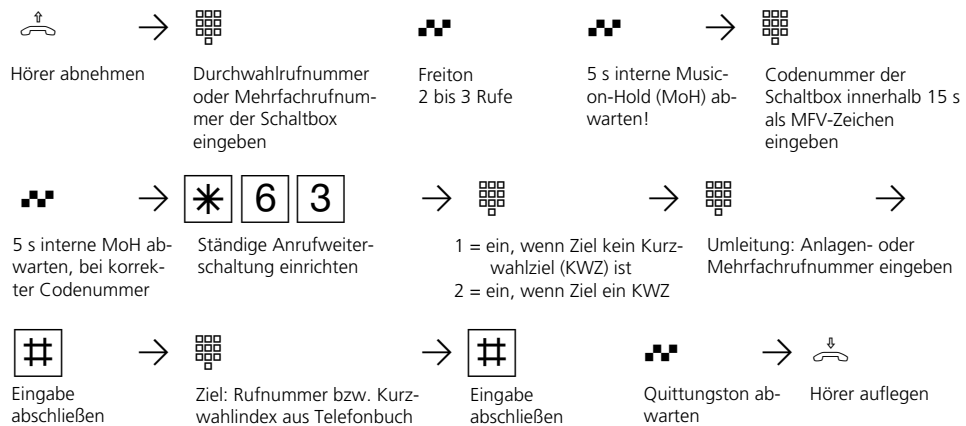 Hörer abnehmen
Durchwahlrufnummer
oder Mehrfachrufnum-
mer der Schaltbox
eingeben
Freiton
2 bis 3 Rufe
5 s interne Music-
on-Hold (MoH) ab-
warten!
Codenummer der
Schaltbox innerhalb 15 s
als MFV-Zeichen
eingeben
* 6 3
5 s interne MoH ab-
warten, bei korrek-
ter Codenummer
Ständige Anrufweiter-
schaltung einrichten
1 = ein, wenn Ziel kein Kurz-
wahlziel (KWZ) ist
2 = ein, wenn Ziel ein KWZ
Umleitung: Anlagen- oder
Mehrfachrufnummer eingeben
#
Eingabe
abschließen
Ziel: Rufnummer bzw. Kurz-
wahlindex aus Telefonbuch
#
Eingabe
abschließen
Quittungston ab-
warten
Hörer auflegen